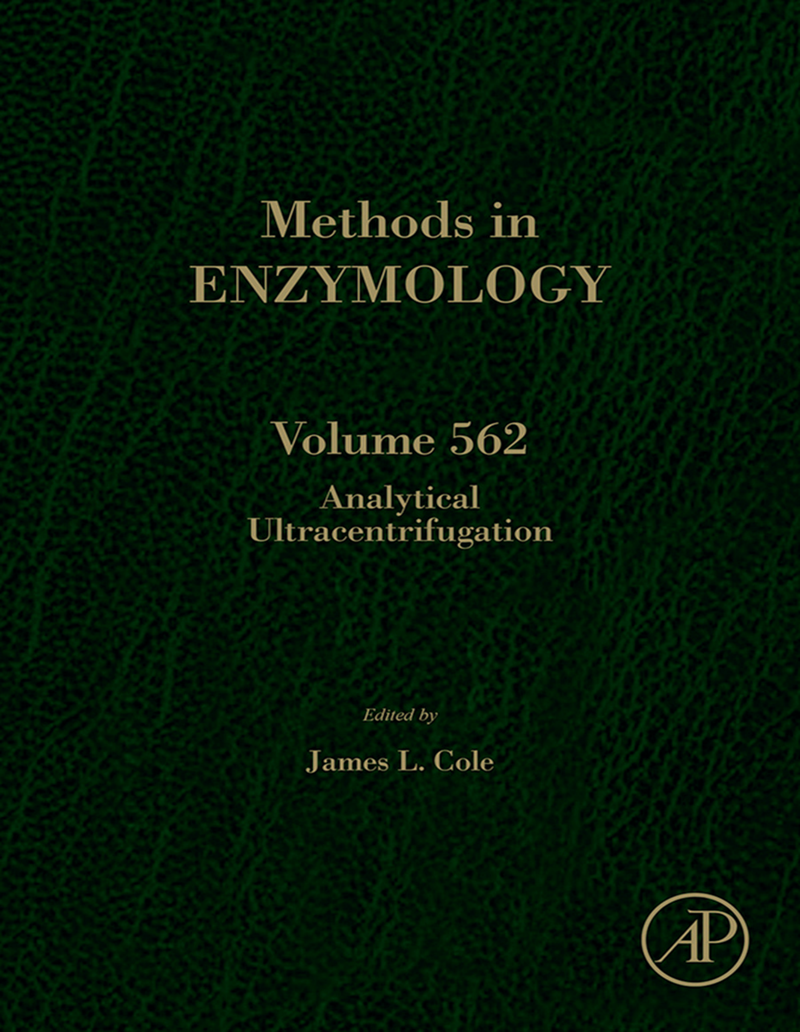 Methods in
ENZYMOLOGY
Volume 562
Analytical
Ultracentrifugation
Edited by
James L. Cole
AP